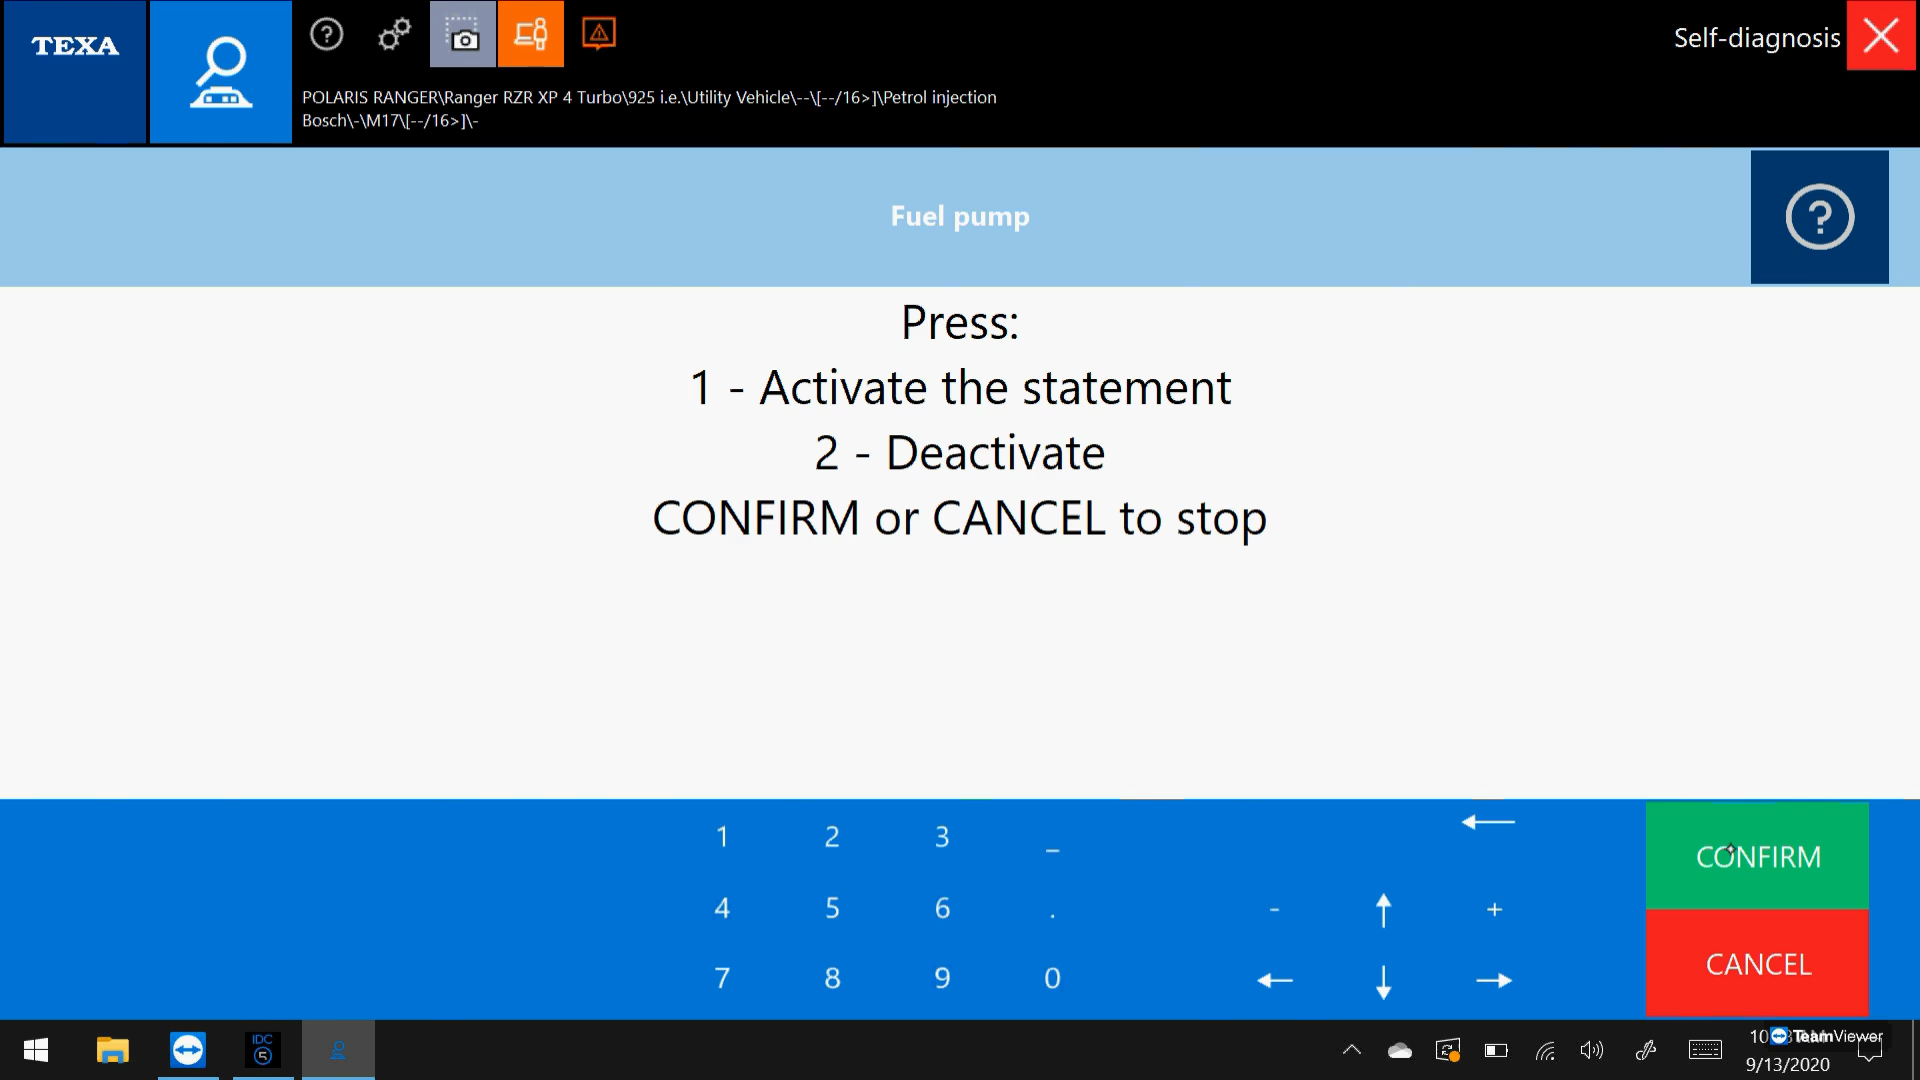 TEXA
Self-diagnosis
POLARIS RANGER\Ranger RZR XP 4 Turbo\925 i.e.\Utility Vehicle\--\[--/16>]\Petrol injection
Bosch\-\M17\[--/16>]\-
Fuel pump
?
Press:
1 - Activate the statement
2 - Deactivate
CONFIRM or CANCEL to stop
1 2 3 _
4 5 6 . - +
7 8 9 0
CONFIRM
CANCEL
IDC
5
TeamViewer
9/13/2020